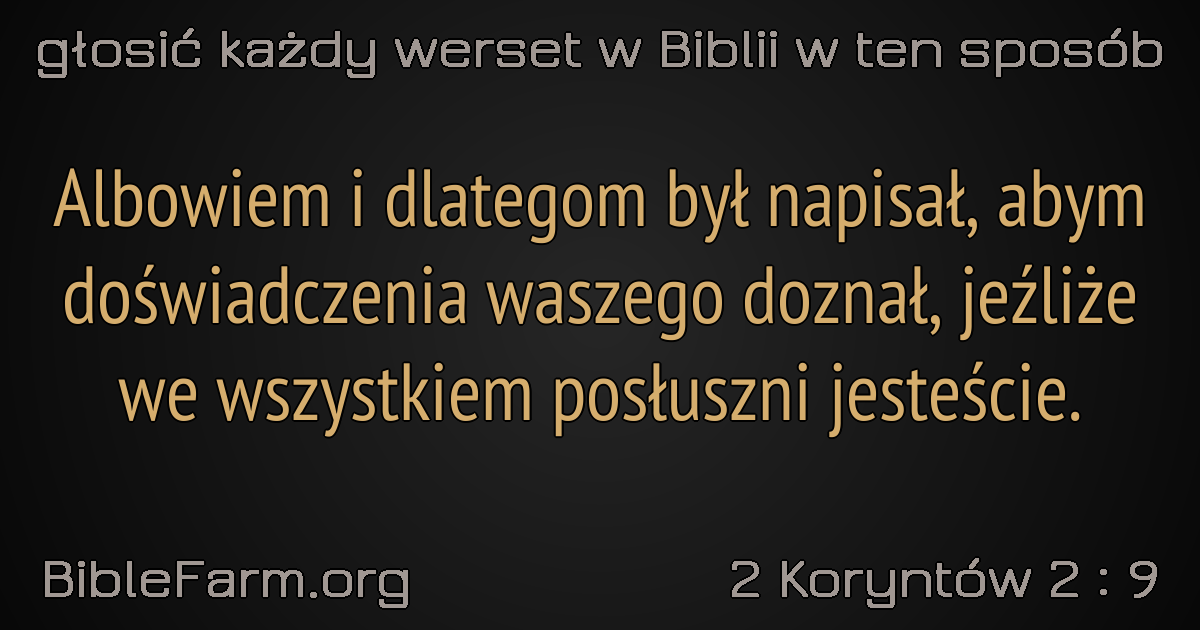 głosić każdy werset w Biblii w ten sposób
Albowiem i dlategom był napisał, abym
doświadczenia waszego doznał, jeźliże
we wszystkiem posłuszni jesteście.
BibleFarm.org
2 Koryntów 2 : 9